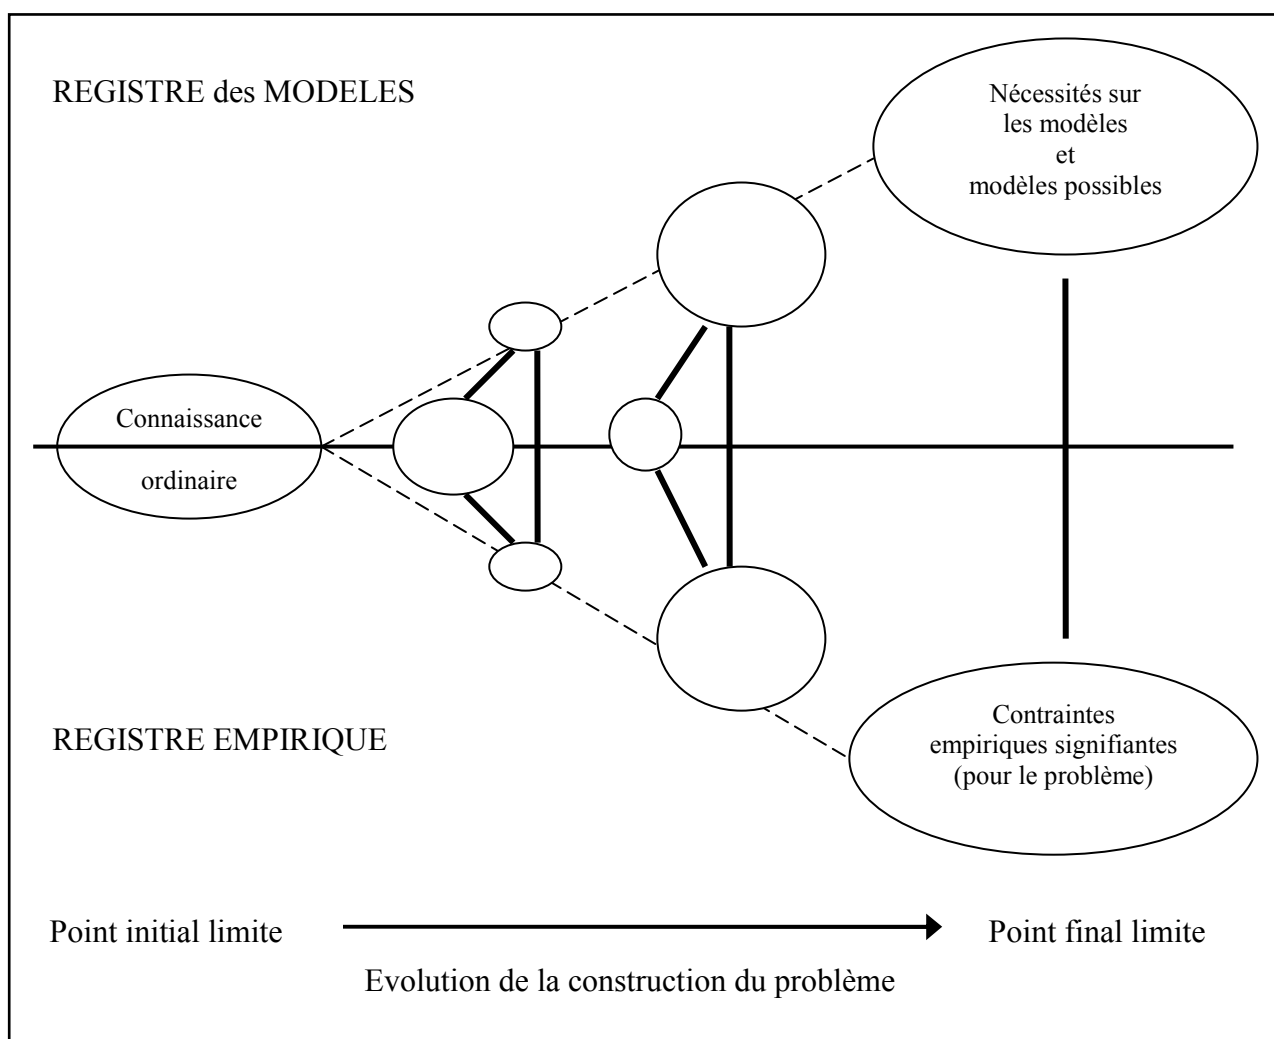 REGISTRE des MODELES
Nécessités sur
les modèles
et
modèles possibles
Connaissance
ordinaire
REGISTRE EMPIRIQUE
Contraintes
empiriques signifiantes
(pour le problème)
Point initial limite
Point final limite
Evolution de la construction du problème